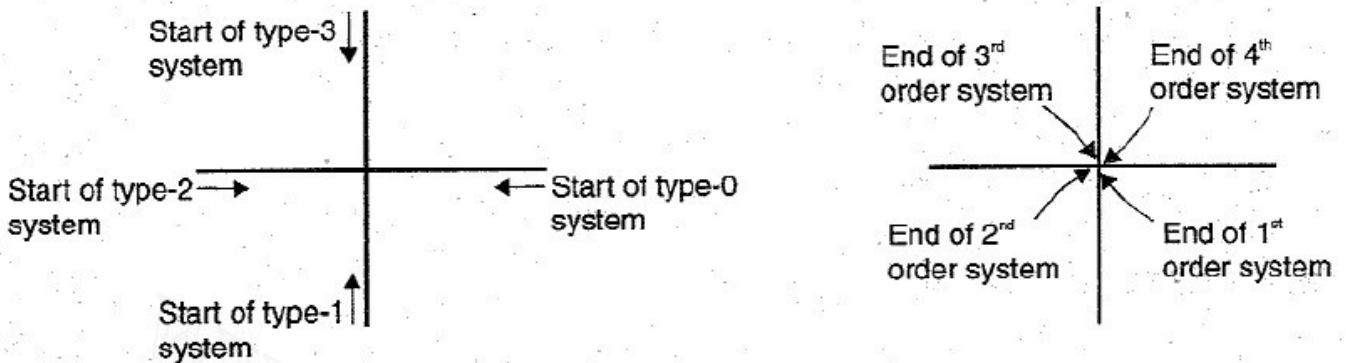 Start of type-3
system
Start of type-2
system
Start of type-0
system
Start of type-1
system
End of 3rd
order system
End of 4th
order system
End of 2nd
order system
End of 1st
order system